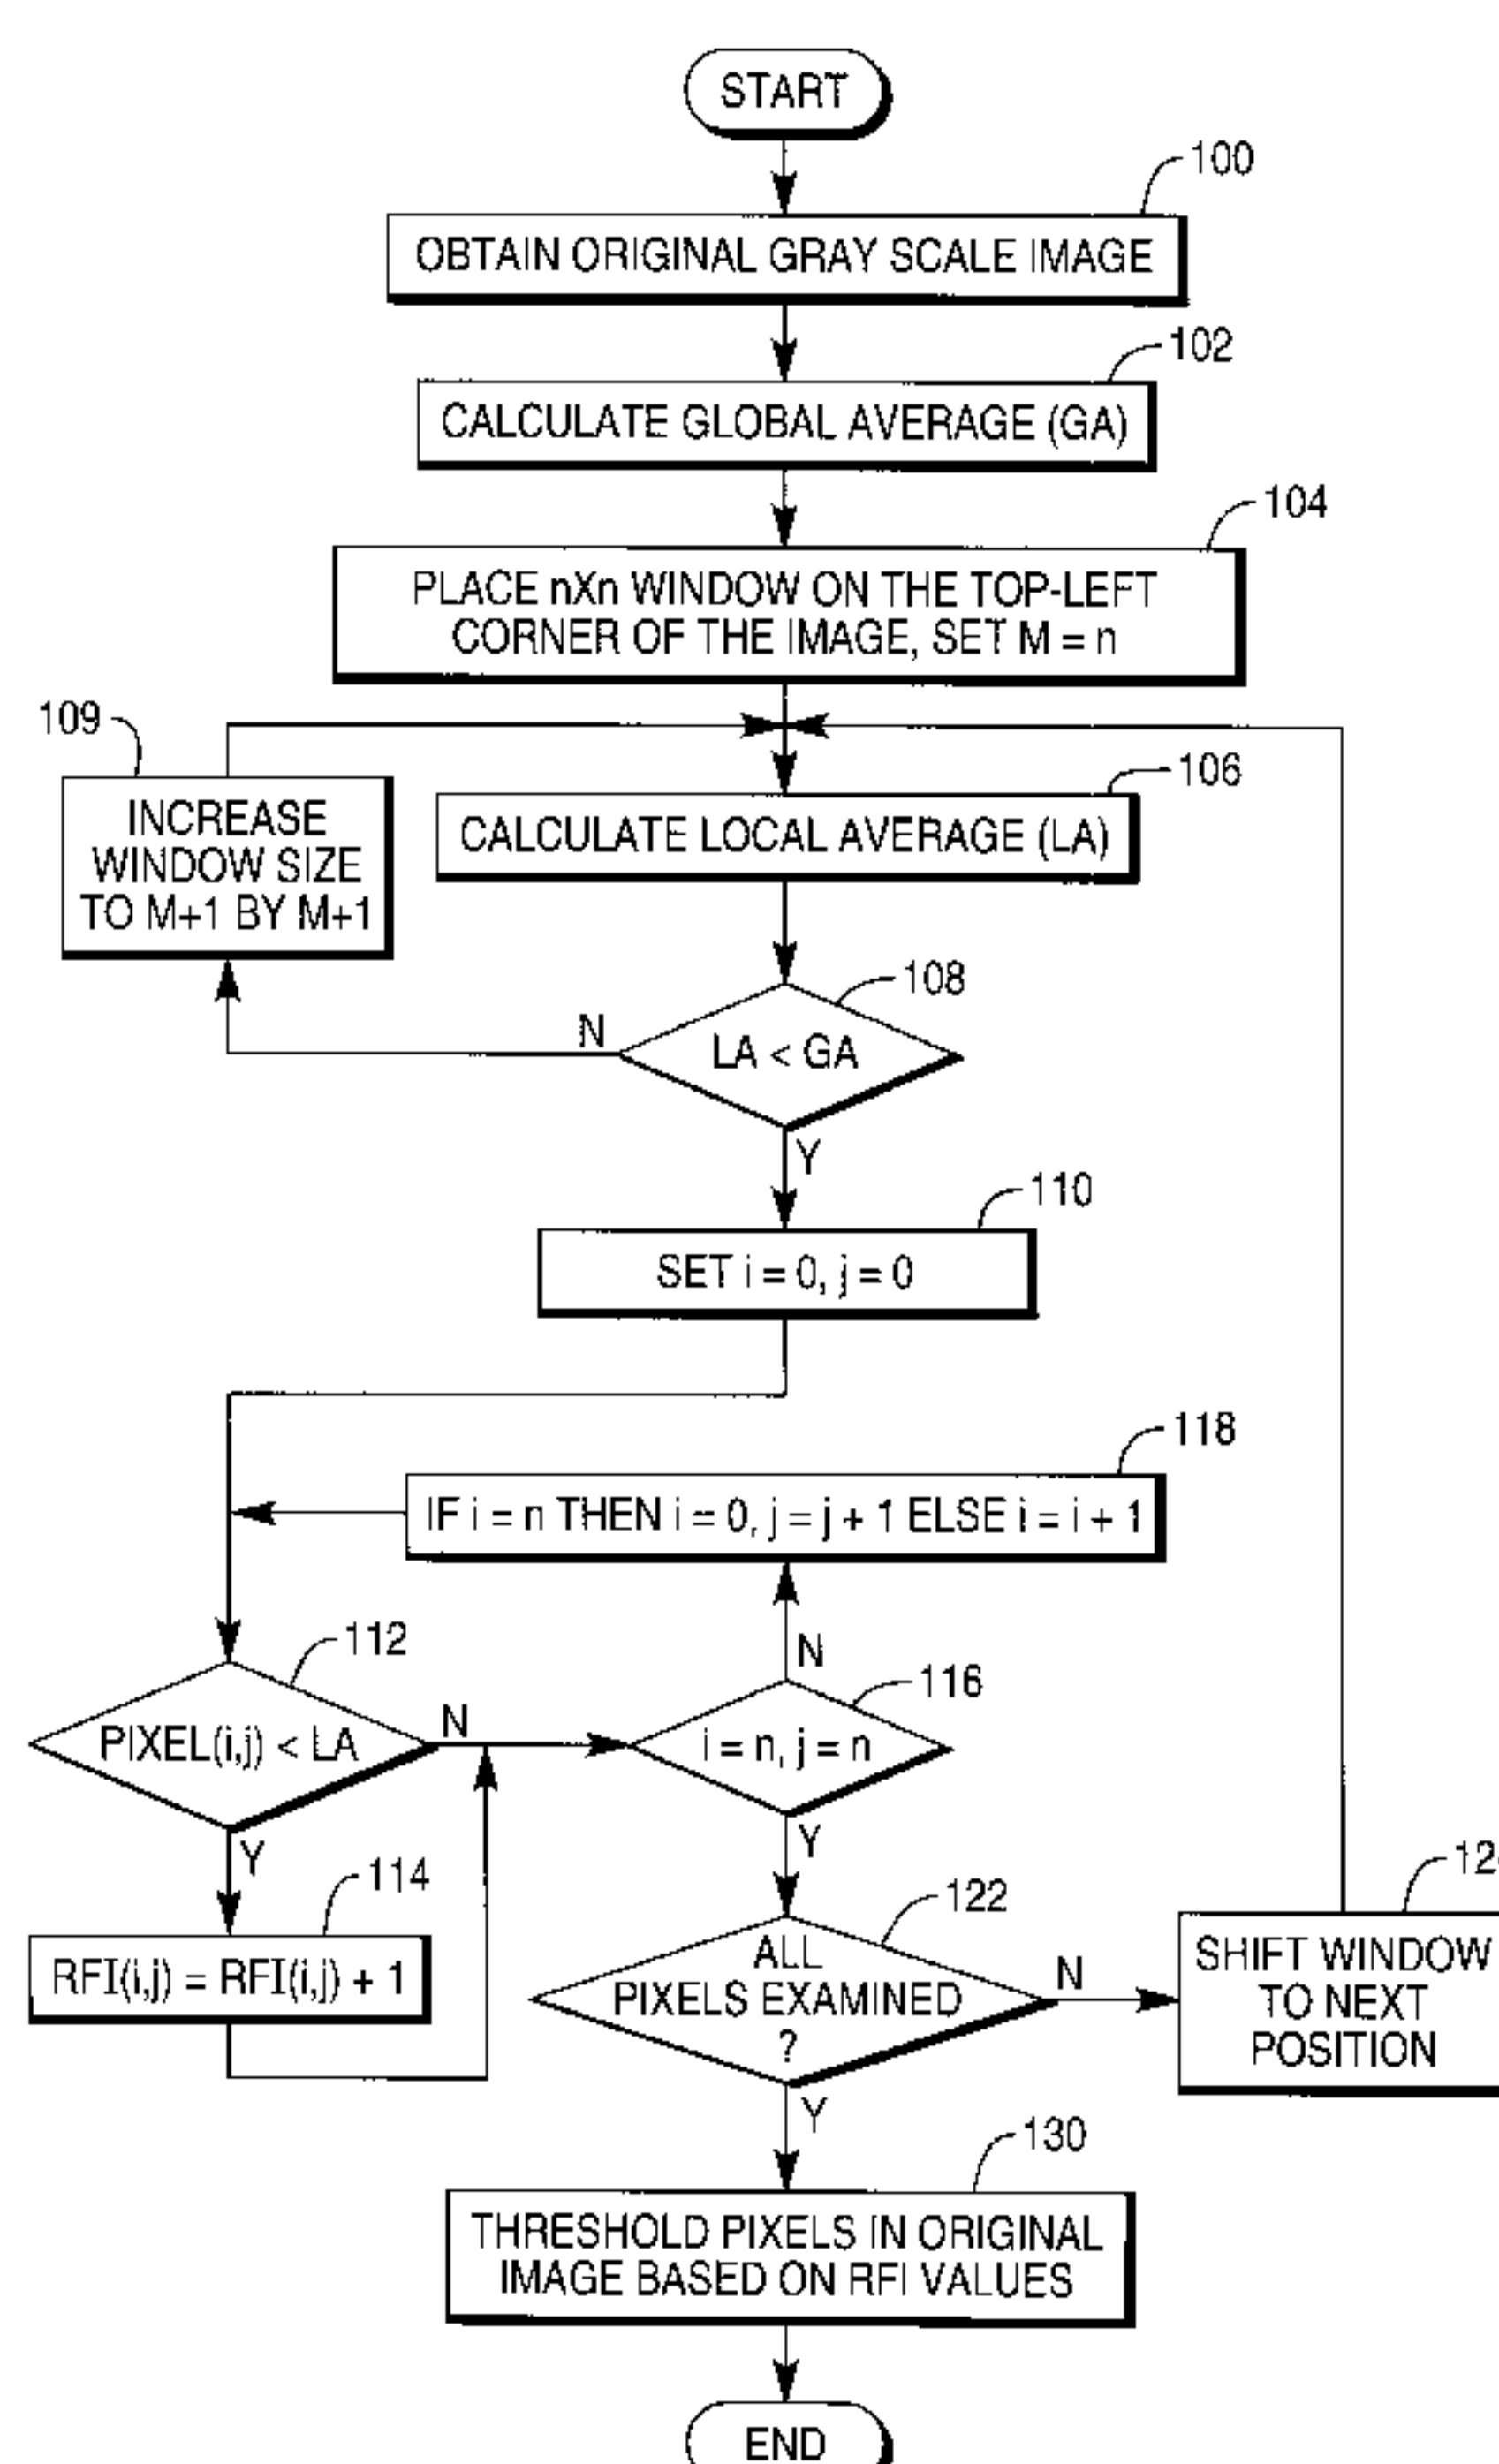 START
100
OBTAIN ORIGINAL GRAY SCALE IMAGE
102
CALCULATE GLOBAL AVERAGE (GA)
104
PLACE nXn WINDOW ON THE TOP-LEFT
CORNER OF THE IMAGE, SET M = n
109
INCREASE
WINDOW SIZE
TO M+1 BY M+1
106
CALCULATE LOCAL AVERAGE (LA)
108
LA < GA
N
Y
110
SET i = 0, j = 0
118
IF i = n THEN i = 0, j = j + 1 ELSE i = i + 1
112
PIXEL(i,j) < LA
N
Y
114
RFI(i,j) = RFI(i,j) + 1
116
i = n, j = n
N
Y
122
ALL
PIXELS EXAMINED
?
N
Y
SHIFT WINDOW
TO NEXT
POSITION
130
THRESHOLD PIXELS IN ORIGINAL
IMAGE BASED ON RFI VALUES
END